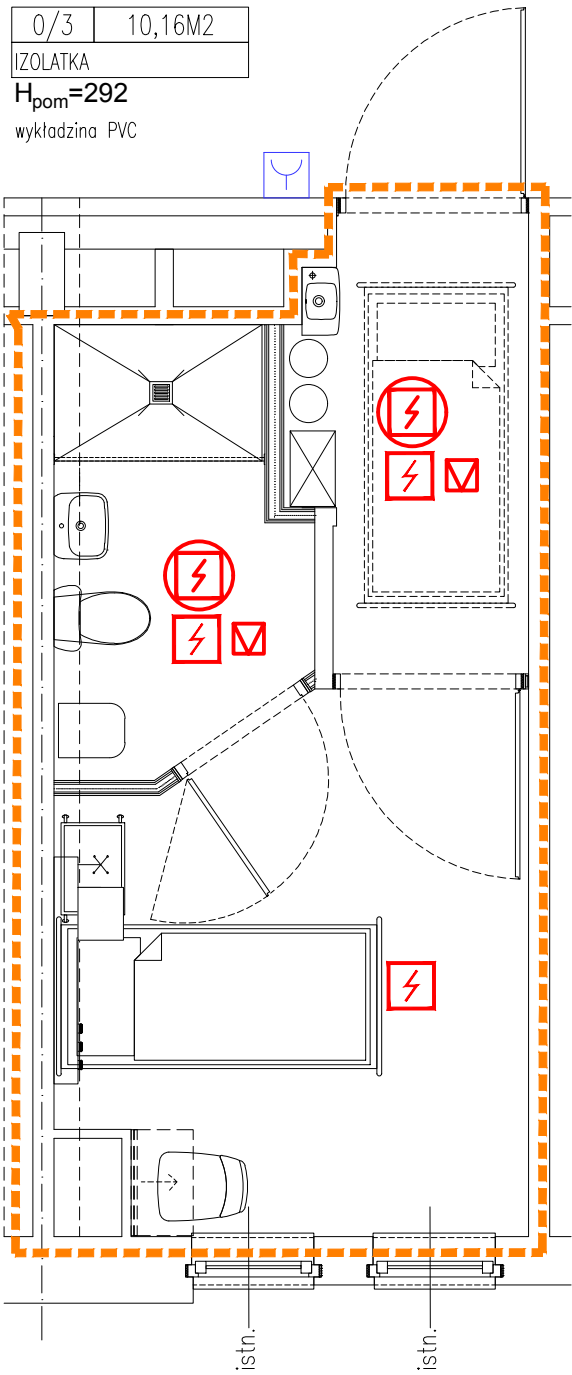 0/3 10,16M2
IZOLATKA
Hpom=292
wykładzina PVC
istn.
istn.